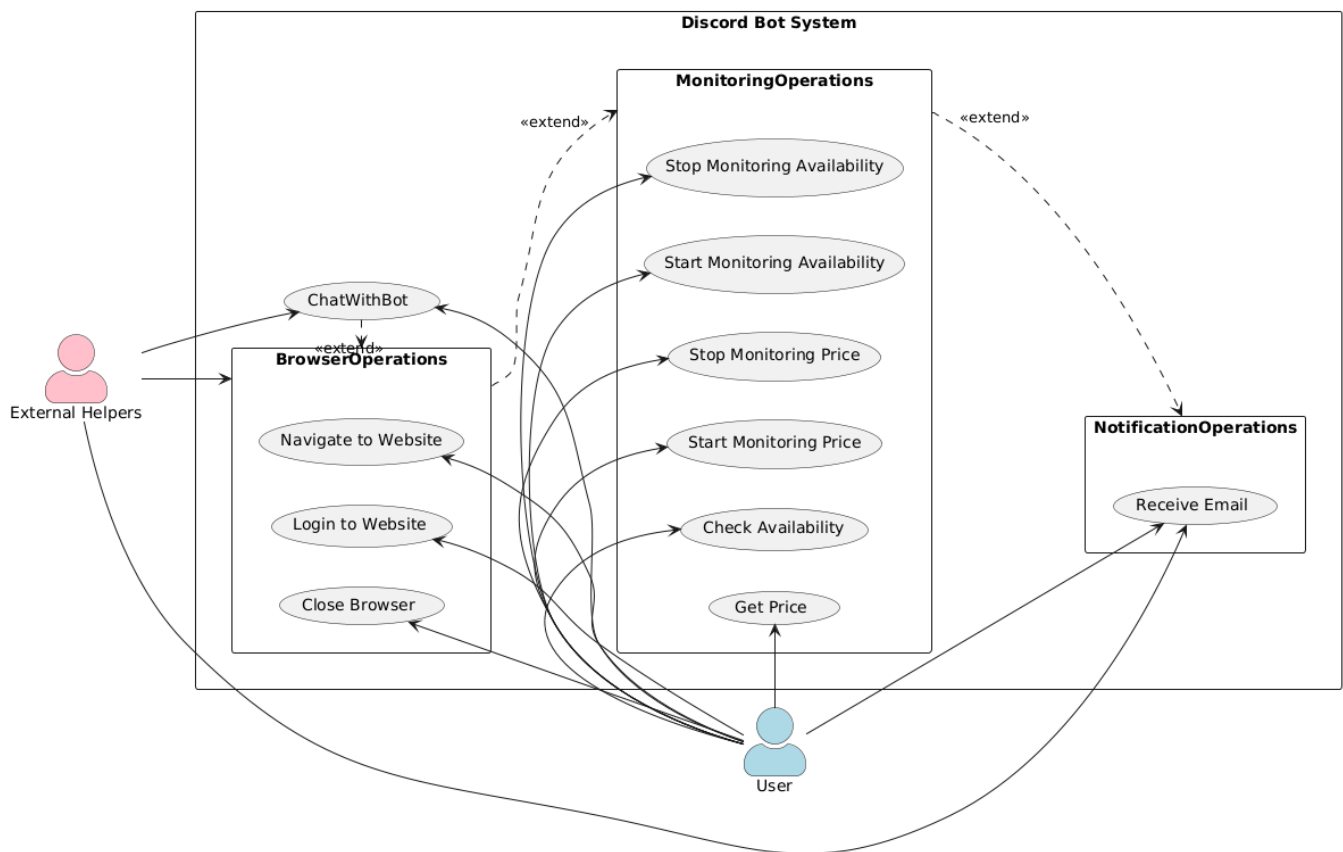 Discord Bot System
MonitoringOperations
«extend»
«extend»
Stop Monitoring Availability
Start Monitoring Availability
ChatWithBot
«extend»
BrowserOperations
Stop Monitoring Price
External Helpers
NotificationOperations
Navigate to Website
Start Monitoring Price
Receive Email
Login to Website
Check Availability
Close Browser
Get Price
User